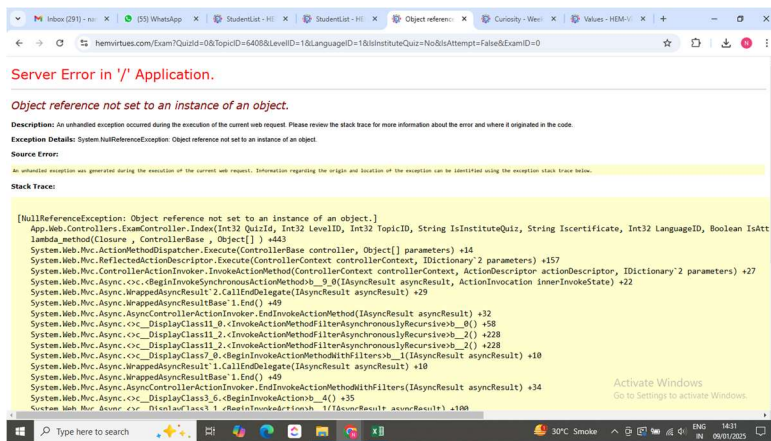 Inbox (291) - na
(55) WhatsApp
StudentList - HE
StudentList - HE
Object referenc
Curiosity - Wee
Values - HEM-V
hemvirtues.com/Exam?QuizId=0&TopicID=6408&LevelID=1&LanguageID=1&IsInstituteQuiz=No&IsAttempt=False&ExamID=0
Server Error in '/' Application.
Object reference not set to an instance of an object.
Description: An unhandled exception occurred during the execution of the current web request. Please review the stack trace for more information about the error and where it originated in the code.
Exception Details: System.NullReferenceException: Object reference not set to an instance of an object.
Source Error:
An unhandled exception was generated during the execution of the current web request. Information regarding the origin and location of the exception can be identified using the exception stack trace below.
Stack Trace:
[NullReferenceException: Object reference not set to an instance of an object.]
App.Web.Controllers.ExamController.Index(Int32 QuizId, Int32 LevelID, Int32 TopicID, String IsInstituteQuiz, String Iscertificate, Int32 LanguageID, Boolean IsAtt
lambda_method(Closure , ControllerBase , Object[] ) +443
System.Web.Mvc.ActionMethodDispatcher.Execute(ControllerBase controller, Object[] parameters) +14
System.Web.Mvc.ReflectedActionDescriptor.Execute(ControllerContext controllerContext, IDictionary`2 parameters) +157
System.Web.Mvc.ControllerActionInvoker.InvokeActionMethod(ControllerContext controllerContext, ActionDescriptor actionDescriptor, IDictionary`2 parameters) +27
System.Web.Mvc.Async.<>c.<BeginInvokeSynchronousActionMethod>b__9_0(IAsyncResult asyncResult, ActionInvocation innerInvokeState) +22
System.Web.Mvc.Async.WrappedAsyncResult`2.CallEndDelegate(IAsyncResult asyncResult) +29
System.Web.Mvc.Async.WrappedAsyncResultBase`1.End() +49
System.Web.Mvc.Async.AsyncControllerActionInvoker.EndInvokeActionMethod(IAsyncResult asyncResult) +32
System.Web.Mvc.Async.<>c__DisplayClass11_0.<InvokeActionMethodFilterAsynchronouslyRecursive>b__0() +58
System.Web.Mvc.Async.<>c__DisplayClass11_2.<InvokeActionMethodFilterAsynchronouslyRecursive>b__2() +228
System.Web.Mvc.Async.<>c__DisplayClass11_2.<InvokeActionMethodFilterAsynchronouslyRecursive>b__2() +228
System.Web.Mvc.Async.<>c__DisplayClass7_0.<BeginInvokeActionMethodWithFilters>b__1(IAsyncResult asyncResult) +10
System.Web.Mvc.Async.WrappedAsyncResult`1.CallEndDelegate(IAsyncResult asyncResult) +10
System.Web.Mvc.Async.WrappedAsyncResultBase`1.End() +49
System.Web.Mvc.Async.AsyncControllerActionInvoker.EndInvokeActionMethodWithFilters(IAsyncResult asyncResult) +34
System.Web.Mvc.Async.<>c__DisplayClass3_6.<BeginInvokeAction>b__4() +35
System.Web.Mvc.Async.<>c__DisplayClass3_1.<BeginInvokeAction>b__1(IAsyncResult asyncResult) +100
Activate Windows
Go to Settings to activate Windows.
Type here to search
30°C Smoke
ENG
IN
14:31
09/01/2025